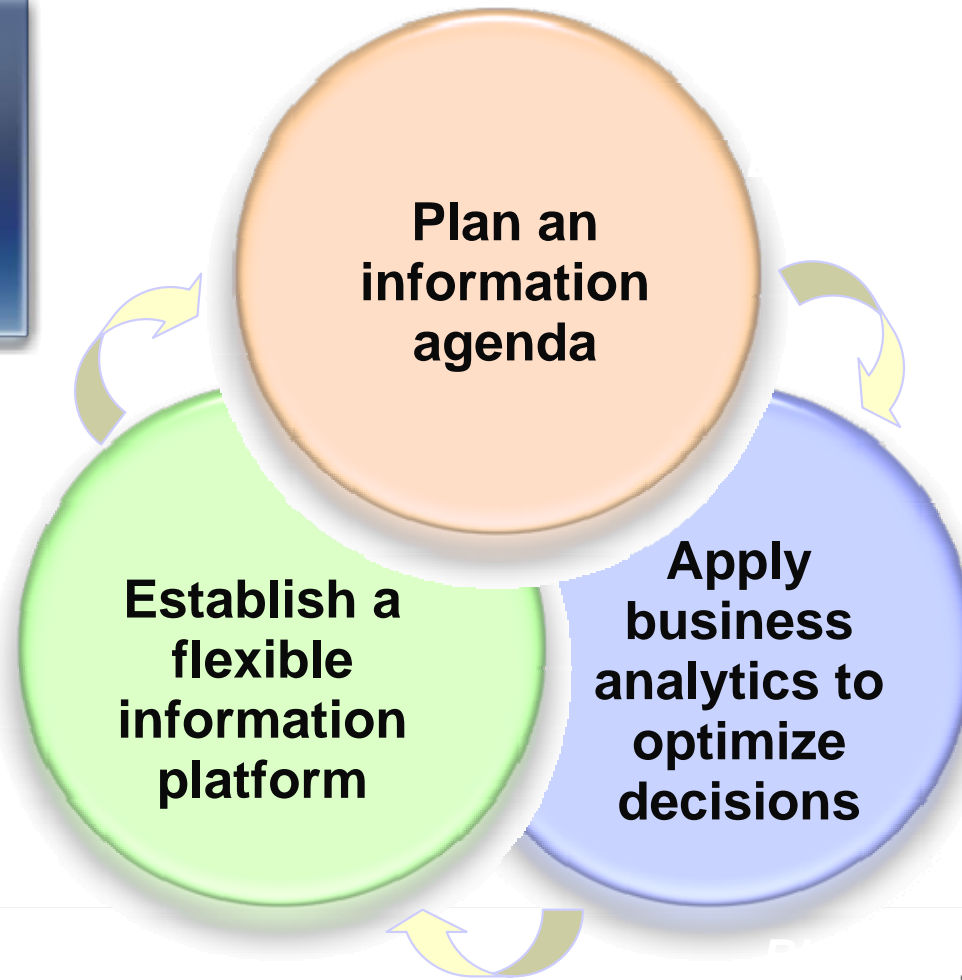 Plan an
information
agenda
Establish a
flexible
information
platform
Apply
business
analytics to
optimize
decisions